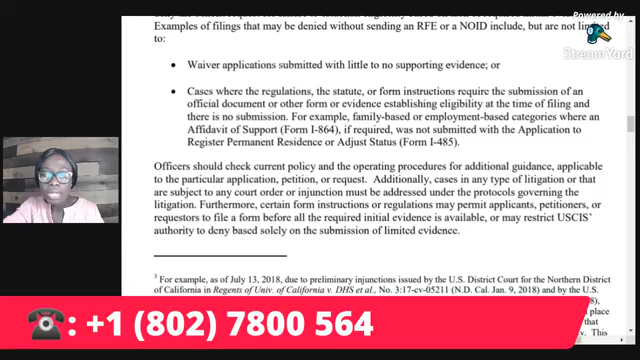 Powered by
StreamYard
Examples of filings that may be denied without sending an RFE or a NOID include, but are not limited
to:
• Waiver applications submitted with little to no supporting evidence; or
• Cases where the regulations, the statute, or form instructions require the submission of an
official document or other form or evidence establishing eligibility at the time of filing and
there is no submission. For example, family-based or employment-based categories where an
Affidavit of Support (Form I-864), if required, was not submitted with the Application to
Register Permanent Residence or Adjust Status (Form I-485).
Officers should check current policy and the operating procedures for additional guidance, applicable
to the particular application, petition, or request. Additionally, cases in any type of litigation or that
are subject to any court order or injunction must be addressed under the protocols governing the
litigation. Furthermore, certain form instructions or regulations may permit applicants, petitioners, or
requestors to file a form before all the required initial evidence is available, or may restrict USCIS'
authority to deny based solely on the submission of limited evidence.
For example, as of July 13, 2018, due to preliminary injunctions issued by the U.S. District Court for the Northern District
of California in Regents of Univ. of California v. DHS et al., No. 3:17-cv-05211 (N.D. Cal. Jan. 9, 2018) and by the U.S.
place
that
This
: +1 (802) 7800 564